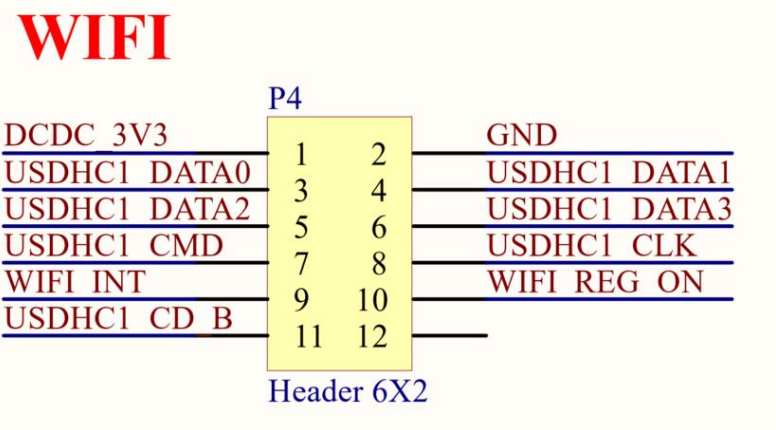 WIFI
P4
DCDC_3V3 1 2 GND
USDHC1_DATA0 3 4 USDHC1_DATA1
USDHC1_DATA2 5 6 USDHC1_DATA3
USDHC1_CMD 7 8 USDHC1_CLK
WIFI_INT 9 10 WIFI_REG_ON
USDHC1_CD_B 11 12
Header 6X2